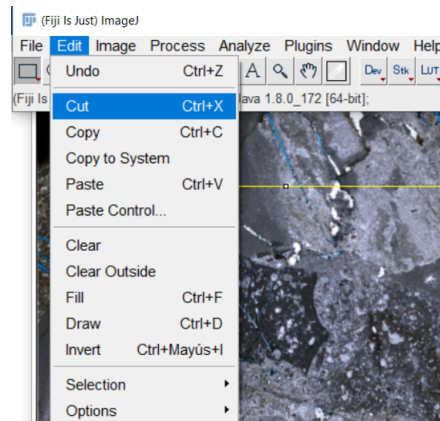 (Fiji Is Just) ImageJ
File Edit Image Process Analyze Plugins Window Help
A Dev Stk LUT
(Fiji Is Java 1.8.0_172 [64-bit];
Undo Ctrl+Z
Cut Ctrl+X
Copy Ctrl+C
Copy to System
Paste Ctrl+V
Paste Control...
Clear
Clear Outside
Fill Ctrl+F
Draw Ctrl+D
Invert Ctrl+Mayús+I
Selection
Options